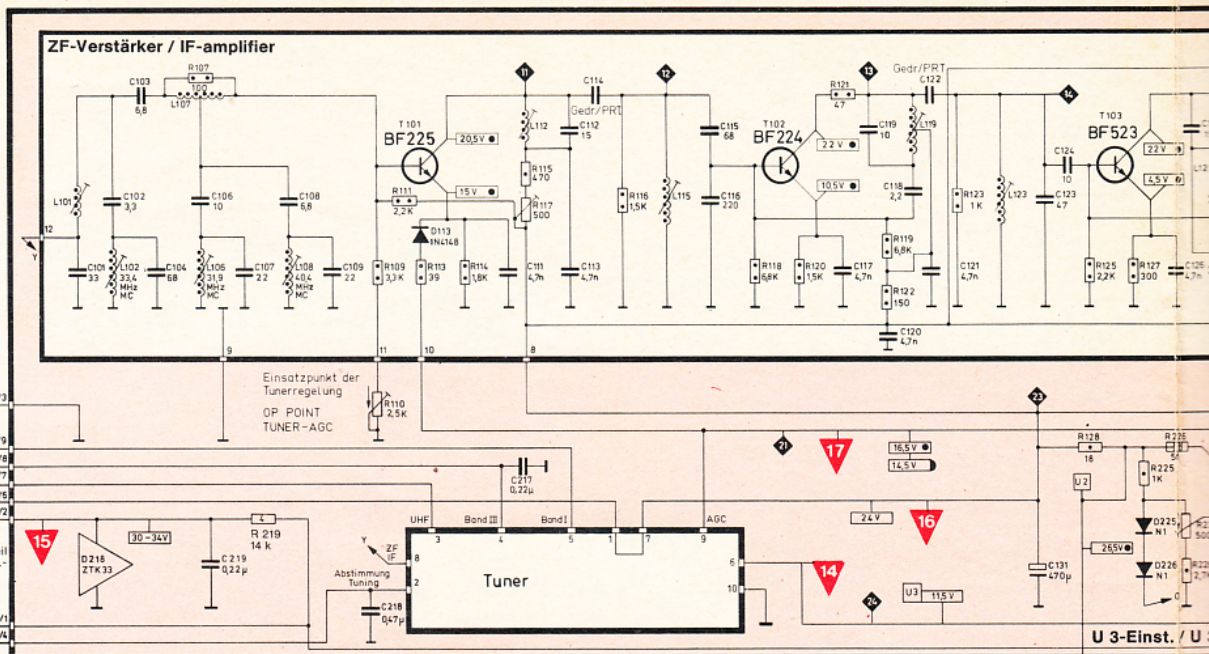 ZF-Verstärker / IF-amplifier
R107
100
C103
6,8
L107
L101
C102
3,3
C106
10
C108
6,8
12
Y
C101
33
L102
33,4
MHz
MC
C104
68
L106
31,9
MHz
MC
C107
22
L108
40,4
MHz
MC
C109
22
T101
BF225
20,5V
15V
R111
2,2K
D113
1N4148
R109
3,3K
R113
39
R114
1,8K
C111
4,7n
11
L112
C112
15
R115
470
R117
500
C113
4,7n
C114
Gedr/PRT
12
R116
1,5K
L115
C115
68
C116
220
T102
BF224
22V
10,5V
R121
47
13
C119
10
Gedr/PRT
C122
L119
C118
2,2
R118
6,8K
R120
1,5K
C117
4,7n
R119
6,8K
R122
150
C121
4,7n
C120
4,7n
14
R123
1K
L123
C124
10
C123
47
T103
BF523
22V
4,5V
R125
2,2K
R127
300
C126
4,7n
9
11
10
8
Einsatzpunkt der
Tunerregelung
OP POINT
TUNER-AGC
R110
2,5K
21
17
16,5V
14,5V
23
R128
18
R226
R225
1K
U2
D225
N1
D226
N1
26,5V
C217
0,22µ
24V
16
15
D218
ZTK33
30-34V
C219
0,22µ
4
R 219
14 k
UHF
Band III
Band I
AGC
3
4
5
1
7
9
Y
ZF
IF
8
2
Tuner
6
10
Abstimmung
Tuning
C218
0,47µ
14
24
U3
11,5V
C131
470µ
U 3-Einst. / U